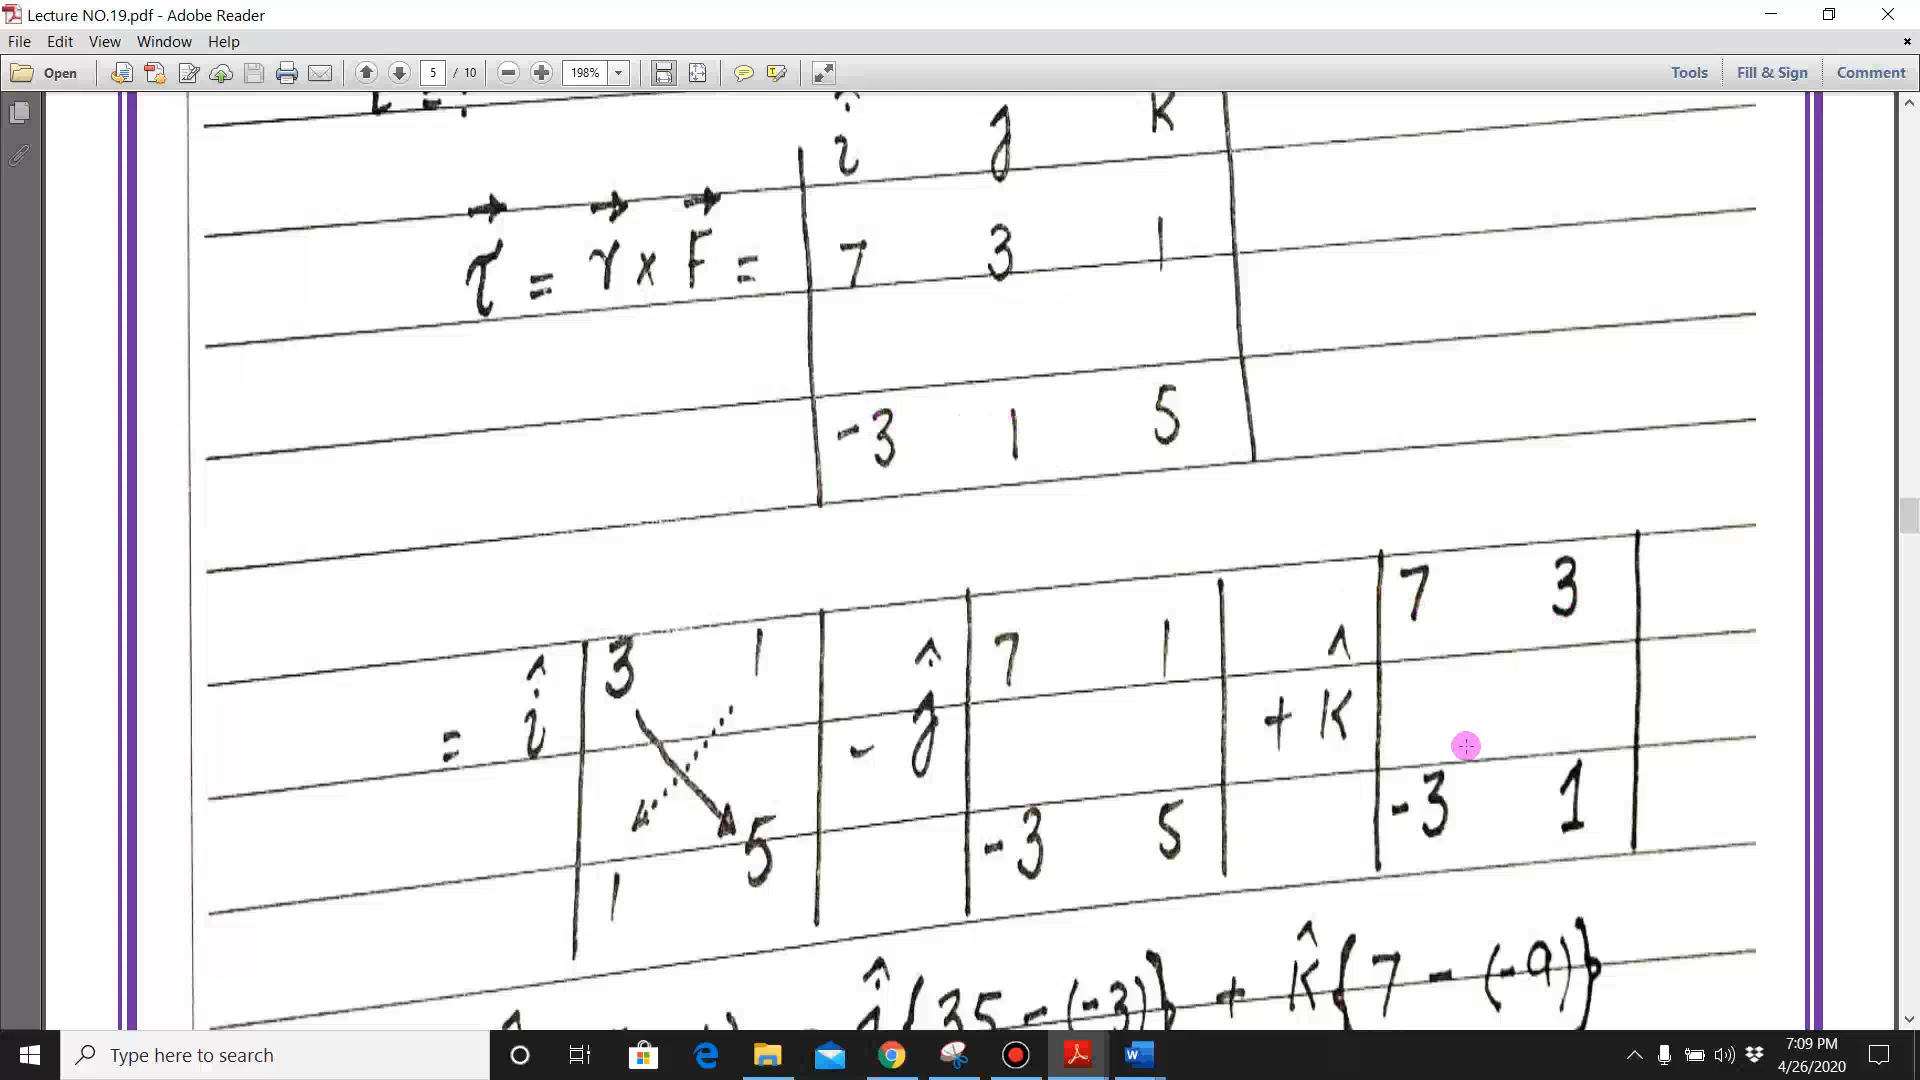 Lecture NO.19.pdf - Adobe Reader
File Edit View Window Help
Open 5 / 10 198% Tools Fill & Sign Comment
î ĵ K
τ = r x F = 7 3 1
-3 1 5
= î 3 1 - ĵ 7 1 + K̂ 7 3
1 5 -3 5 -3 1
ĵ{35-(-3)} + K̂{7-(-9)}
Type here to search
7:09 PM
4/26/2020